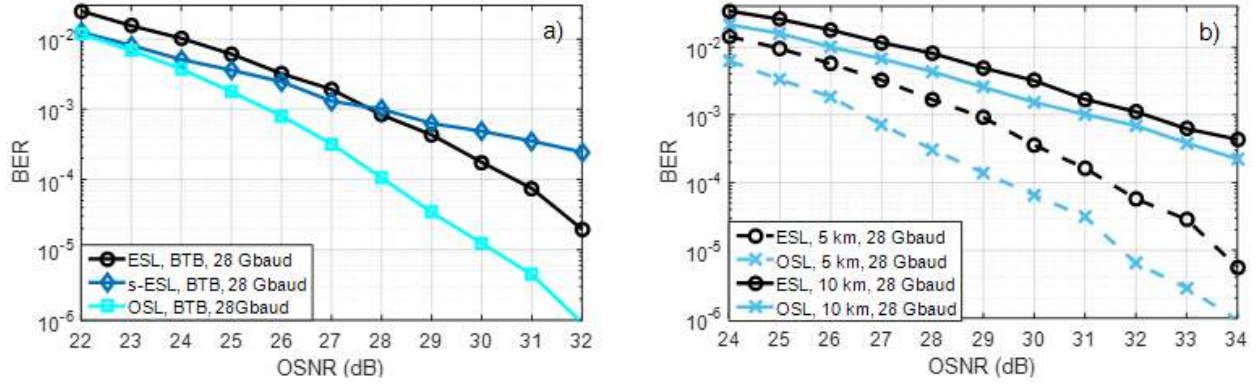 a)
BER
10^-2
10^-3
10^-4
10^-5
10^-6
ESL, BTB, 28 Gbaud
s-ESL, BTB, 28 Gbaud
OSL, BTB, 28Gbaud
22 23 24 25 26 27 28 29 30 31 32
OSNR (dB)
b)
BER
10^-2
10^-3
10^-4
10^-5
10^-6
ESL, 5 km, 28 Gbaud
OSL, 5 km, 28 Gbaud
ESL, 10 km, 28 Gbaud
OSL, 10 km, 28 Gbaud
24 25 26 27 28 29 30 31 32 33 34
OSNR (dB)